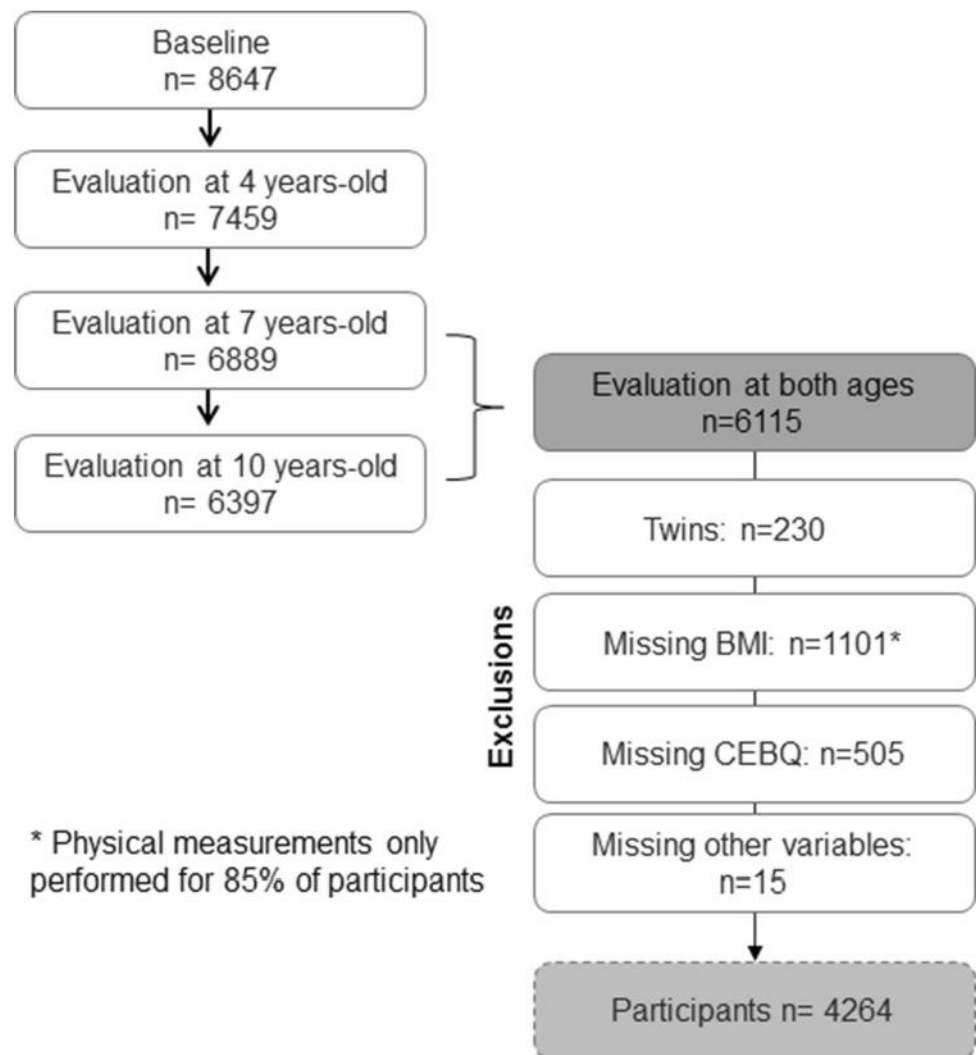 Baseline
n= 8647
Evaluation at 4 years-old
n= 7459
Evaluation at 7 years-old
n= 6889
Evaluation at 10 years-old
n= 6397
Evaluation at both ages
n=6115
Exclusions
Twins: n=230
Missing BMI: n=1101*
Missing CEBQ: n=505
Missing other variables:
n=15
Participants n= 4264
* Physical measurements only
performed for 85% of participants